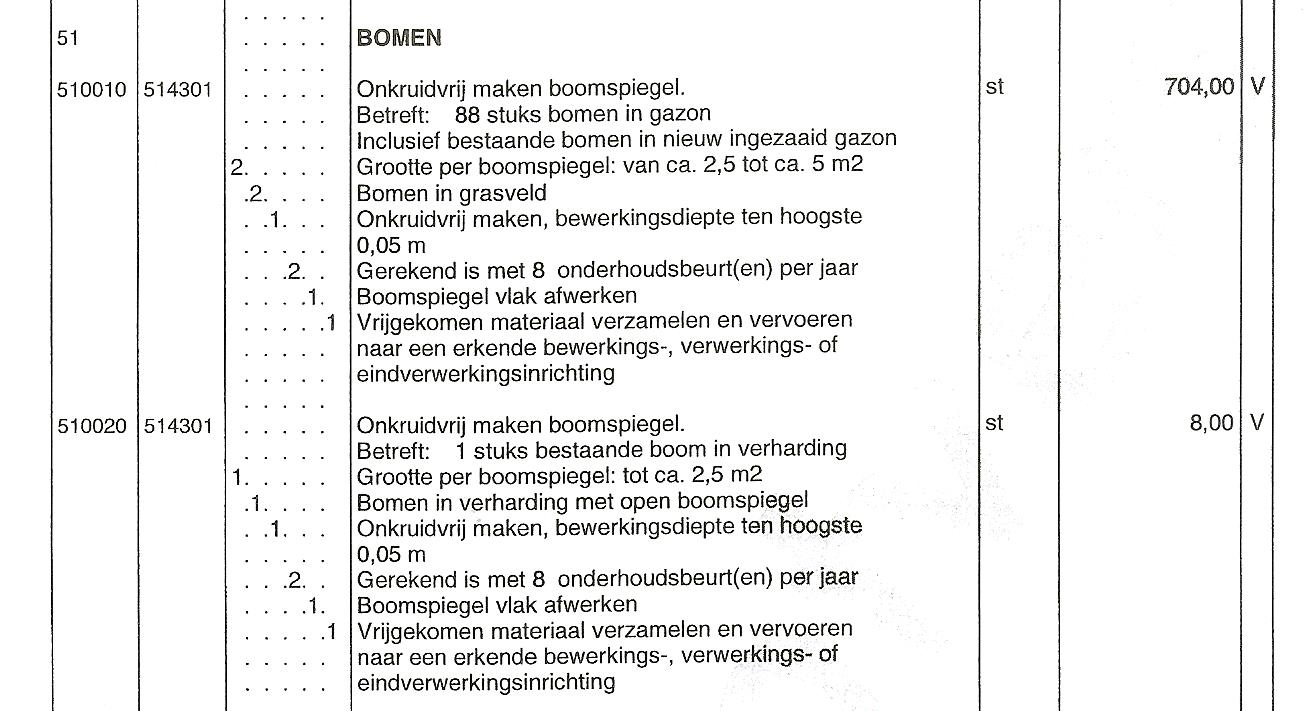 . . . . .
51 . . . . . BOMEN
. . . . .
510010 514301 . . . . . Onkruidvrij maken boomspiegel. st 704,00 V
. . . . . Betreft: 88 stuks bomen in gazon
. . . . . Inclusief bestaande bomen in nieuw ingezaaid gazon
2. . . . . Grootte per boomspiegel: van ca. 2,5 tot ca. 5 m2
.2. . . . Bomen in grasveld
. .1. . . Onkruidvrij maken, bewerkingsdiepte ten hoogste
. . . . . 0,05 m
. . .2. . Gerekend is met 8 onderhoudsbeurt(en) per jaar
. . . .1. Boomspiegel vlak afwerken
. . . . .1 Vrijgekomen materiaal verzamelen en vervoeren
. . . . . naar een erkende bewerkings-, verwerkings- of
. . . . . eindverwerkingsinrichting
. . . . .
510020 514301 . . . . . Onkruidvrij maken boomspiegel. st 8,00 V
. . . . . Betreft: 1 stuks bestaande boom in verharding
1. . . . . Grootte per boomspiegel: tot ca. 2,5 m2
.1. . . . Bomen in verharding met open boomspiegel
. .1. . . Onkruidvrij maken, bewerkingsdiepte ten hoogste
. . . . . 0,05 m
. . .2. . Gerekend is met 8 onderhoudsbeurt(en) per jaar
. . . .1. Boomspiegel vlak afwerken
. . . . .1 Vrijgekomen materiaal verzamelen en vervoeren
. . . . . naar een erkende bewerkings-, verwerkings- of
. . . . . eindverwerkingsinrichting